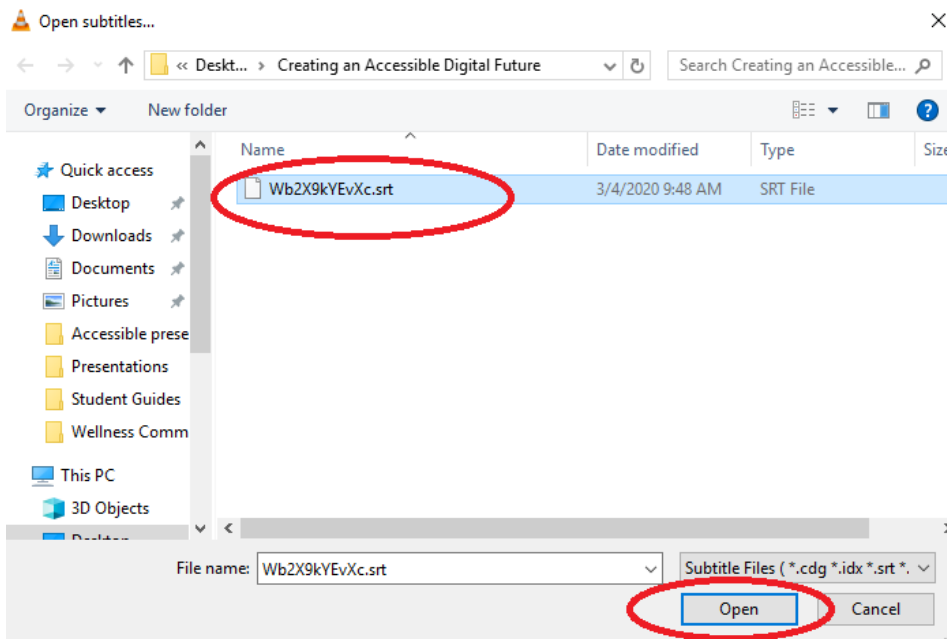 Open subtitles...
« Deskt... › Creating an Accessible Digital Future
Search Creating an Accessible...
Organize
New folder
?
Name
Date modified
Type
Size
Quick access
Desktop
Downloads
Documents
Pictures
Accessible prese
Presentations
Student Guides
Wellness Comm
This PC
3D Objects
Desktop
Wb2X9kYEvXc.srt
3/4/2020 9:48 AM
SRT File
File name:
Wb2X9kYEvXc.srt
Subtitle Files ( *.cdg *.idx *.srt *.
Open
Cancel